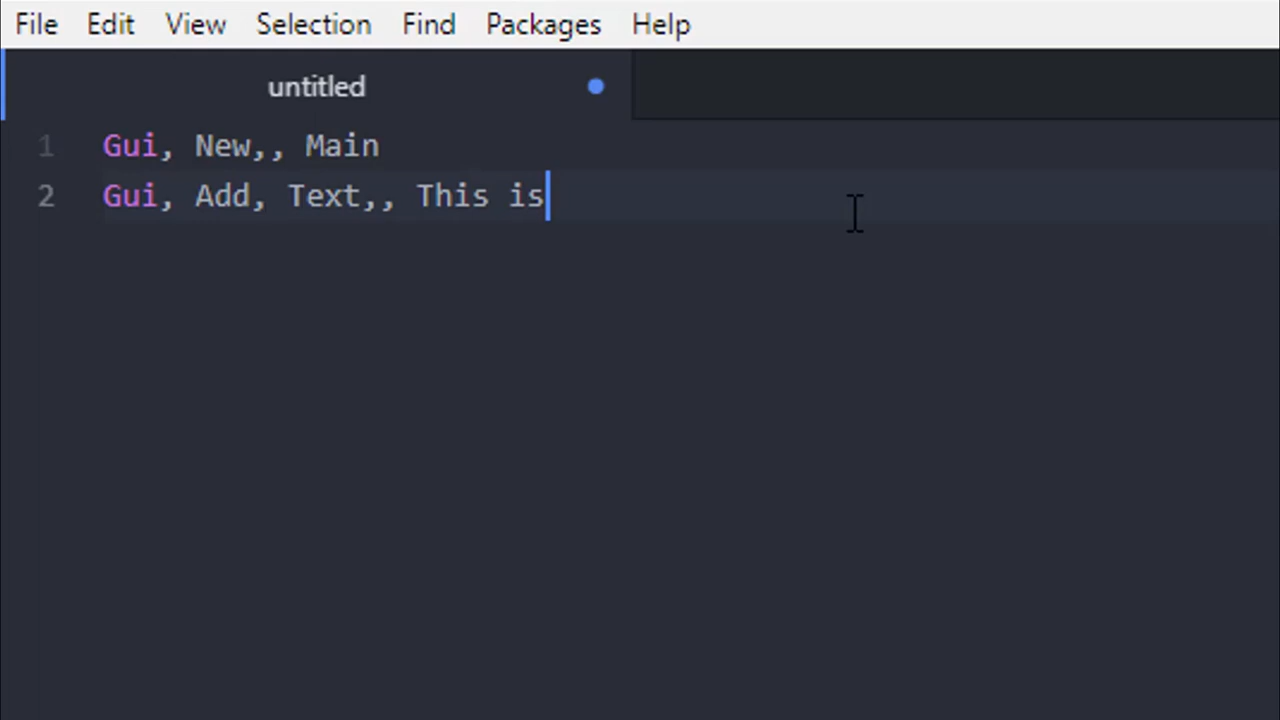 File Edit View Selection Find Packages Help
untitled
1 Gui, New,, Main
2 Gui, Add, Text,, This is